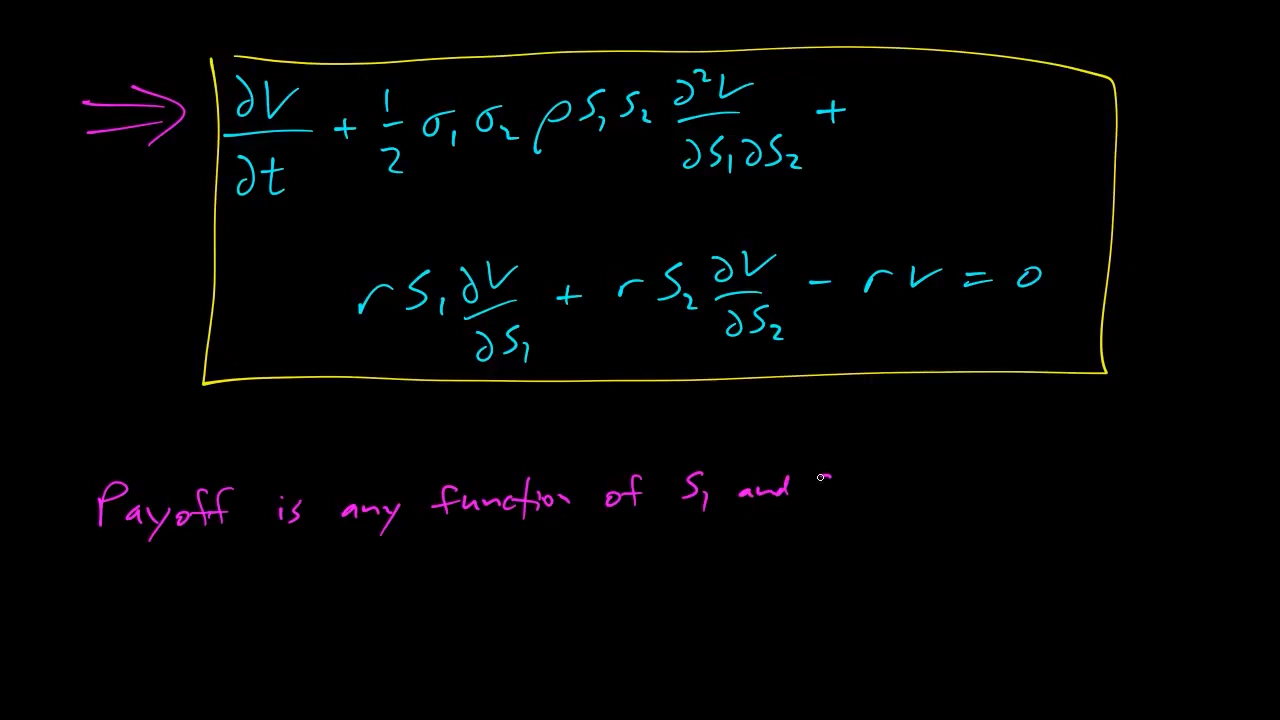 ∂V/∂t + 1/2 σ₁ σ₂ ρ S₁ S₂ ∂²V/∂S₁∂S₂ +
r S₁ ∂V/∂S₁ + r S₂ ∂V/∂S₂ - r V = 0
Payoff is any function of S₁ and